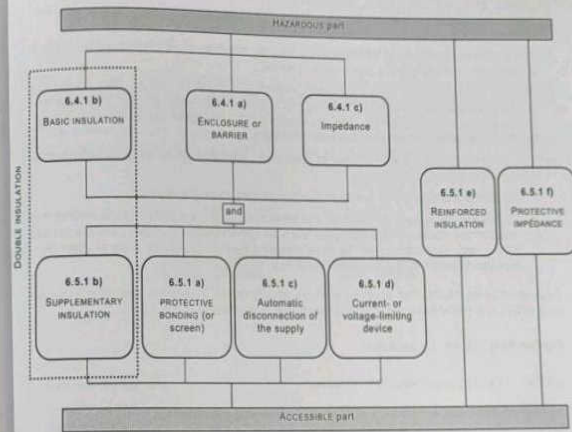 HAZARDOUS part
6.4.1 b)
BASIC INSULATION
6.4.1 a)
ENCLOSURE or
BARRIER
6.4.1 c)
Impedance
DOUBLE INSULATION
and
6.5.1 e)
REINFORCED
INSULATION
6.5.1 f)
PROTECTIVE
IMPEDANCE
6.5.1 b)
SUPPLEMENTARY
INSULATION
6.5.1 a)
PROTECTIVE
BONDING (or
screen)
6.5.1 c)
Automatic
disconnection of
the supply
6.5.1 d)
Current- or
voltage-limiting
device
ACCESSIBLE part